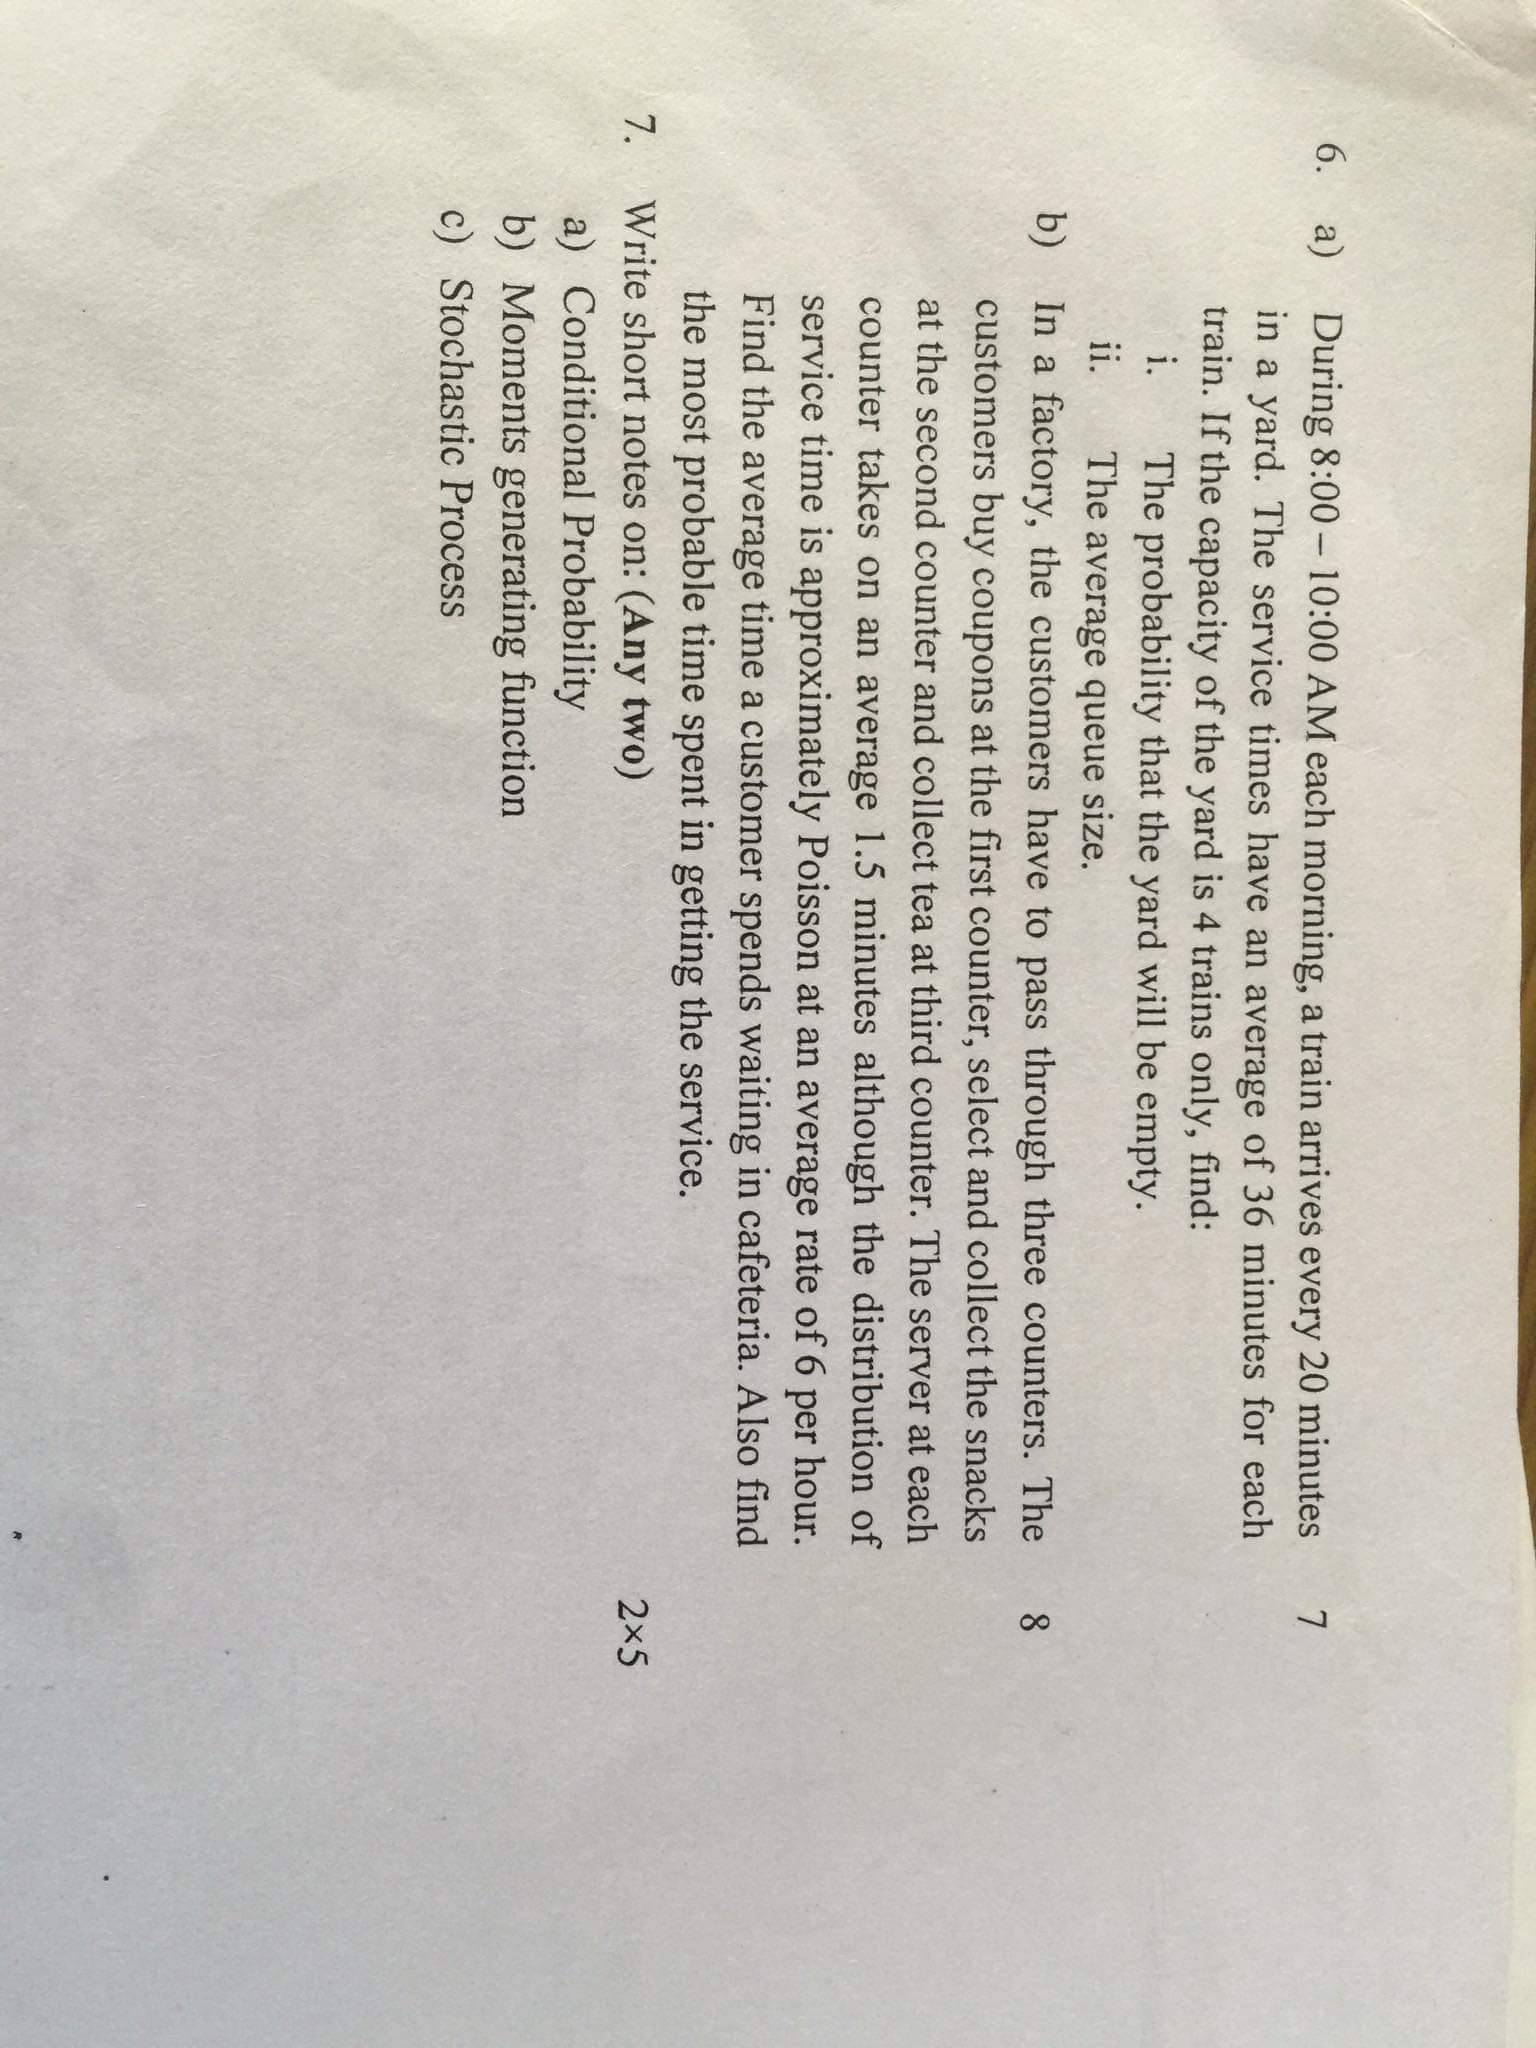 6. a) During 8:00 – 10:00 AM each morning, a train arrives every 20 minutes 7
in a yard. The service times have an average of 36 minutes for each
train. If the capacity of the yard is 4 trains only, find:
i. The probability that the yard will be empty.
ii. The average queue size.
b) In a factory, the customers have to pass through three counters. The 8
customers buy coupons at the first counter, select and collect the snacks
at the second counter and collect tea at third counter. The server at each
counter takes on an average 1.5 minutes although the distribution of
service time is approximately Poisson at an average rate of 6 per hour.
Find the average time a customer spends waiting in cafeteria. Also find
the most probable time spent in getting the service.
7. Write short notes on: (Any two) 2×5
a) Conditional Probability
b) Moments generating function
c) Stochastic Process